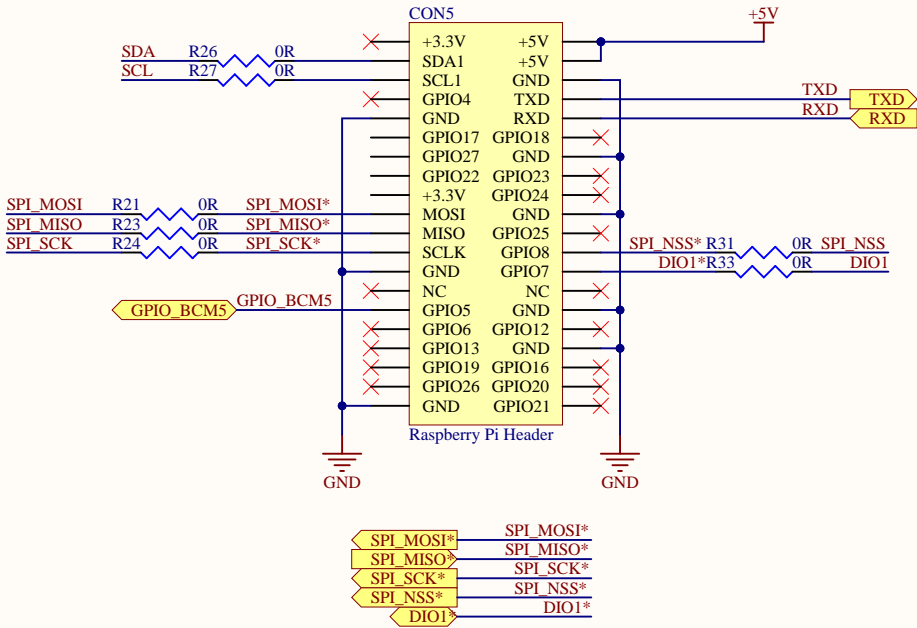 CON5
+5V
+3.3V +5V
SDA R26 0R SDA1 +5V
SCL R27 0R SCL1 GND
GPIO4 TXD TXD TXD
GND RXD RXD RXD
GPIO17 GPIO18
GPIO27 GND
GPIO22 GPIO23
+3.3V GPIO24
SPI_MOSI R21 0R SPI_MOSI* MOSI GND
SPI_MISO R23 0R SPI_MISO* MISO GPIO25
SPI_SCK R24 0R SPI_SCK* SCLK GPIO8 SPI_NSS* R31 0R SPI_NSS
GND GPIO7 DIO1* R33 0R DIO1
NC NC
GPIO_BCM5 GPIO_BCM5 GPIO5 GND
GPIO6 GPIO12
GPIO13 GND
GPIO19 GPIO16
GPIO26 GPIO20
GND GPIO21
Raspberry Pi Header
GND GND
SPI_MOSI* SPI_MOSI*
SPI_MISO* SPI_MISO*
SPI_SCK* SPI_SCK*
SPI_NSS* SPI_NSS*
DIO1* DIO1*